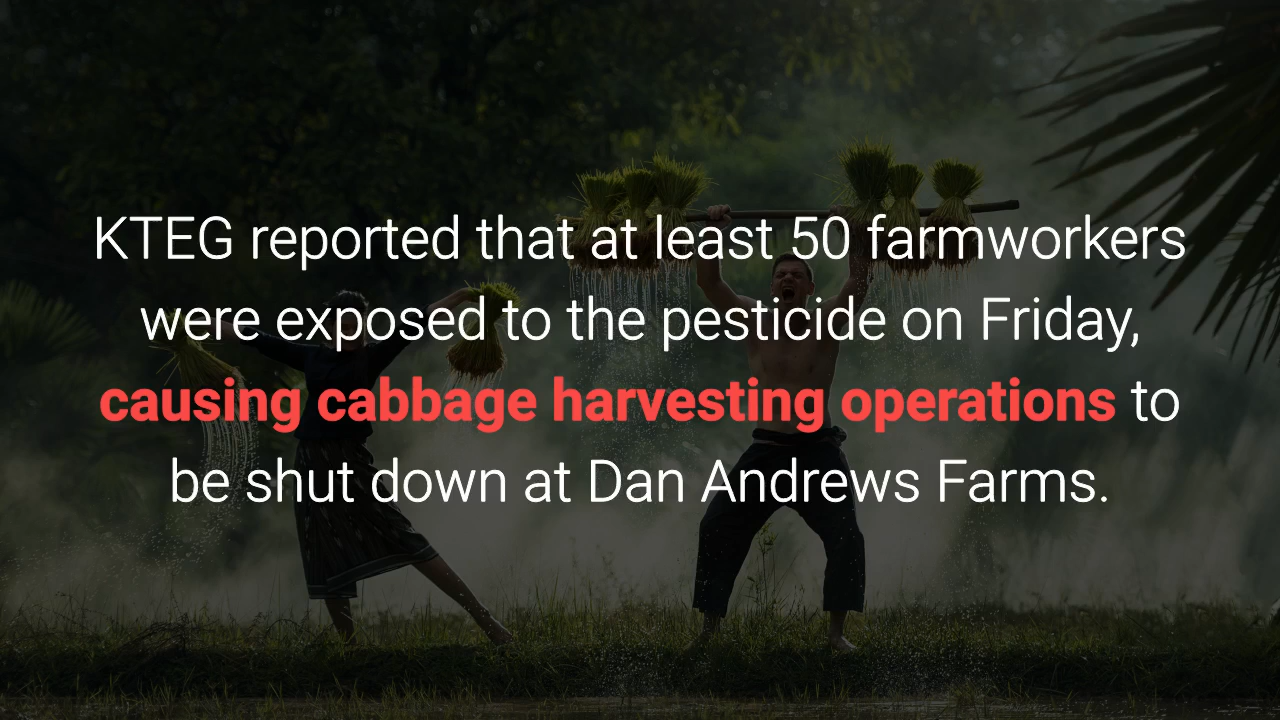 KTEG reported that at least 50 farmworkers
were exposed to the pesticide on Friday,
causing cabbage harvesting operations to
be shut down at Dan Andrews Farms.